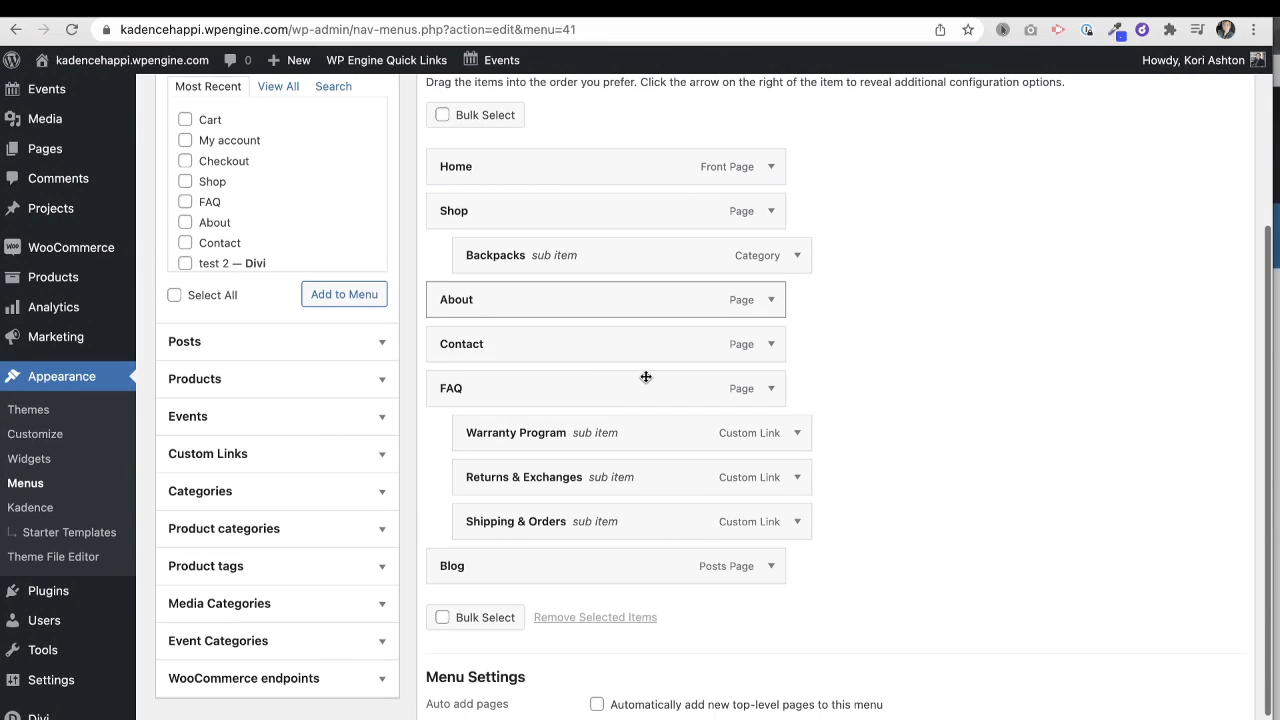 kadencehappi.wpengine.com/wp-admin/nav-menus.php?action=edit&menu=41
kadencehappi.wpengine.com 0 New WP Engine Quick Links Events Howdy, Kori Ashton
Events
Media
Pages
Comments
Projects
WooCommerce
Products
Analytics
Marketing
Appearance
Themes
Customize
Widgets
Menus
Kadence
Starter Templates
Theme File Editor
Plugins
Users
Tools
Settings
Divi
Most Recent View All Search
Cart
My account
Checkout
Shop
FAQ
About
Contact
test 2 — Divi
Select All Add to Menu
Posts
Products
Events
Custom Links
Categories
Product categories
Product tags
Media Categories
Event Categories
WooCommerce endpoints
Drag the items into the order you prefer. Click the arrow on the right of the item to reveal additional configuration options.
Bulk Select
Home Front Page
Shop Page
Backpacks sub item Category
About Page
Contact Page
FAQ Page
Warranty Program sub item Custom Link
Returns & Exchanges sub item Custom Link
Shipping & Orders sub item Custom Link
Blog Posts Page
Bulk Select Remove Selected Items
Menu Settings
Auto add pages Automatically add new top-level pages to this menu